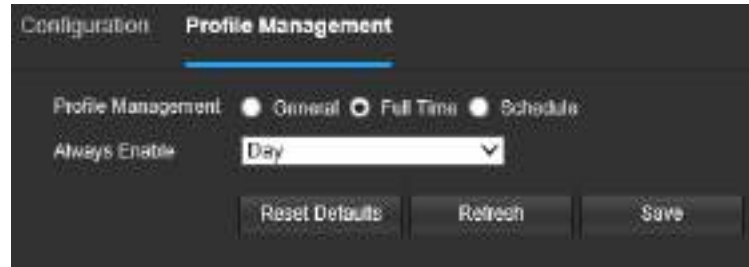 Configuration Profile Management
Profile Management General Full Time Schedule
Always Enable Day
Reset Defaults Refresh Save